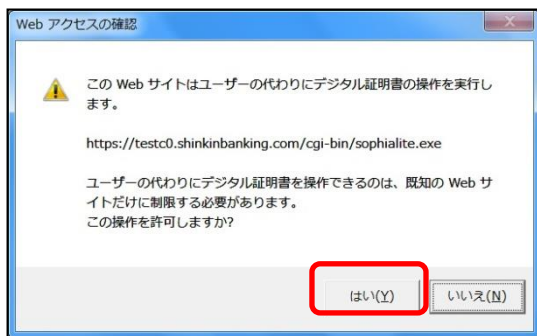 Web アクセスの確認
この Web サイトはユーザーの代わりにデジタル証明書の操作を実行し
ます。
https://testc0.shinkinbanking.com/cgi-bin/sophialite.exe
ユーザーの代わりにデジタル証明書を操作できるのは、既知の Web サ
イトだけに制限する必要があります。
この操作を許可しますか?
はい(Y) いいえ(N)